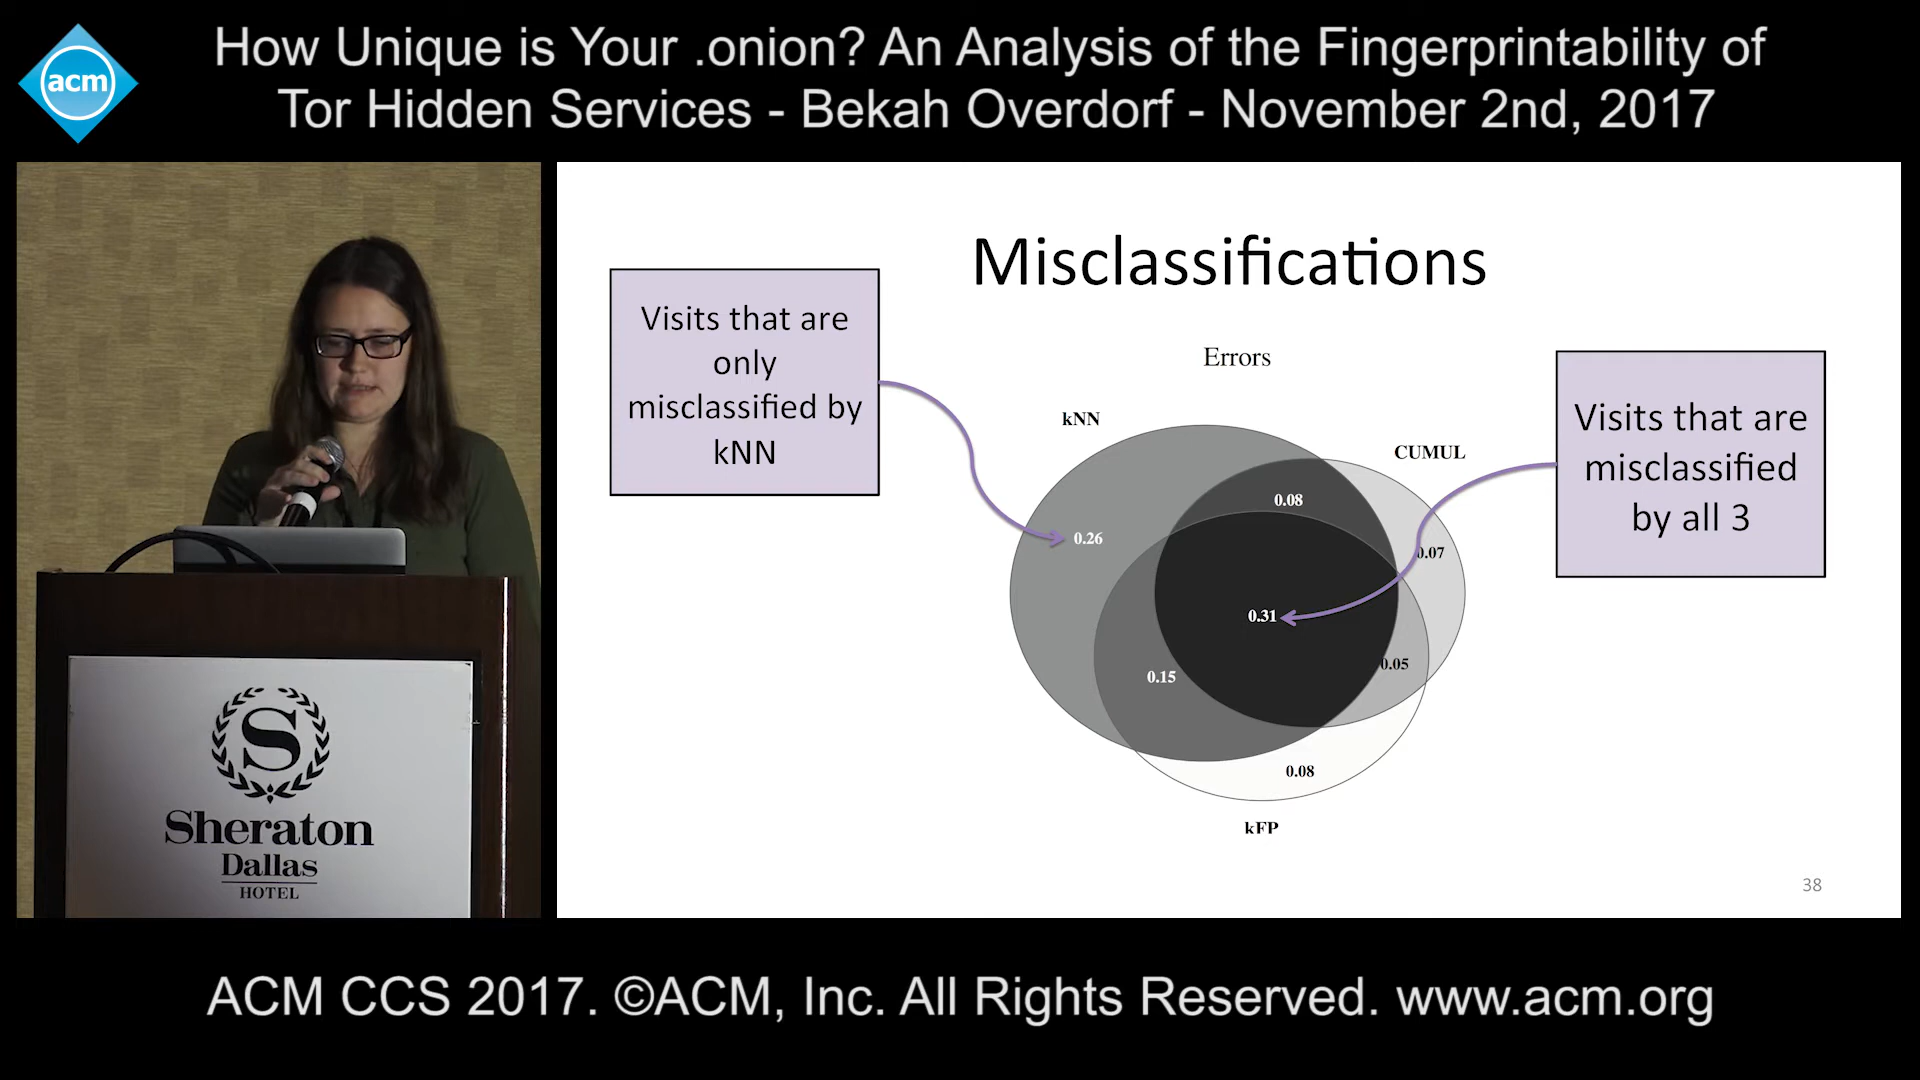 acm
How Unique is Your .onion? An Analysis of the Fingerprintability of
Tor Hidden Services - Bekah Overdorf - November 2nd, 2017
Misclassifications
Visits that are
only
misclassified by
kNN
Errors
kNN
CUMUL
Visits that are
misclassified
by all 3
0.08
0.26
0.07
0.31
0.05
0.15
0.08
kFP
38
S
Sheraton
Dallas
HOTEL
ACM CCS 2017. ©ACM, Inc. All Rights Reserved. www.acm.org